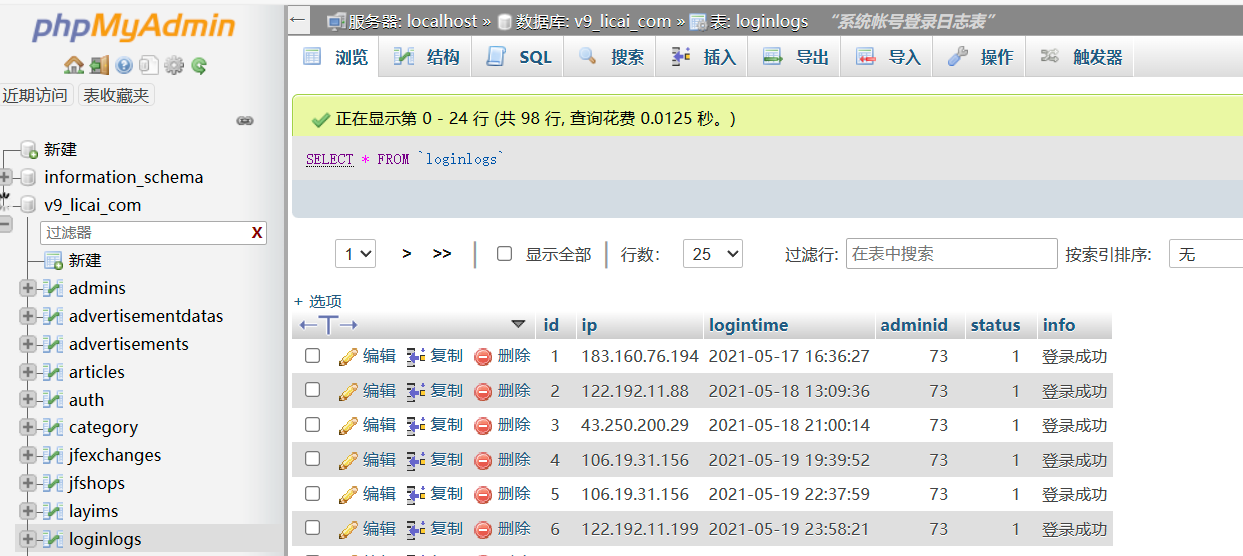 phpMyAdmin
近期访问 表收藏夹
新建
information_schema
v9_licai_com
过滤器 X
新建
admins
advertisementdatas
advertisements
articles
auth
category
jfexchanges
jfshops
layims
loginlogs
← 服务器: localhost » 数据库: v9_licai_com » 表: loginlogs “系统帐号登录日志表”
浏览 结构 SQL 搜索 插入 导出 导入 操作 触发器
正在显示第 0 - 24 行 (共 98 行, 查询花费 0.0125 秒。)
SELECT * FROM `loginlogs`
1 > >> 显示全部 行数: 25 过滤行: 在表中搜索 按索引排序: 无
+ 选项
←T→ id ip logintime adminid status info
编辑 复制 删除 1 183.160.76.194 2021-05-17 16:36:27 73 1 登录成功
编辑 复制 删除 2 122.192.11.88 2021-05-18 13:09:36 73 1 登录成功
编辑 复制 删除 3 43.250.200.29 2021-05-18 21:00:14 73 1 登录成功
编辑 复制 删除 4 106.19.31.156 2021-05-19 19:39:52 73 1 登录成功
编辑 复制 删除 5 106.19.31.156 2021-05-19 22:37:59 73 1 登录成功
编辑 复制 删除 6 122.192.11.199 2021-05-19 23:58:21 73 1 登录成功